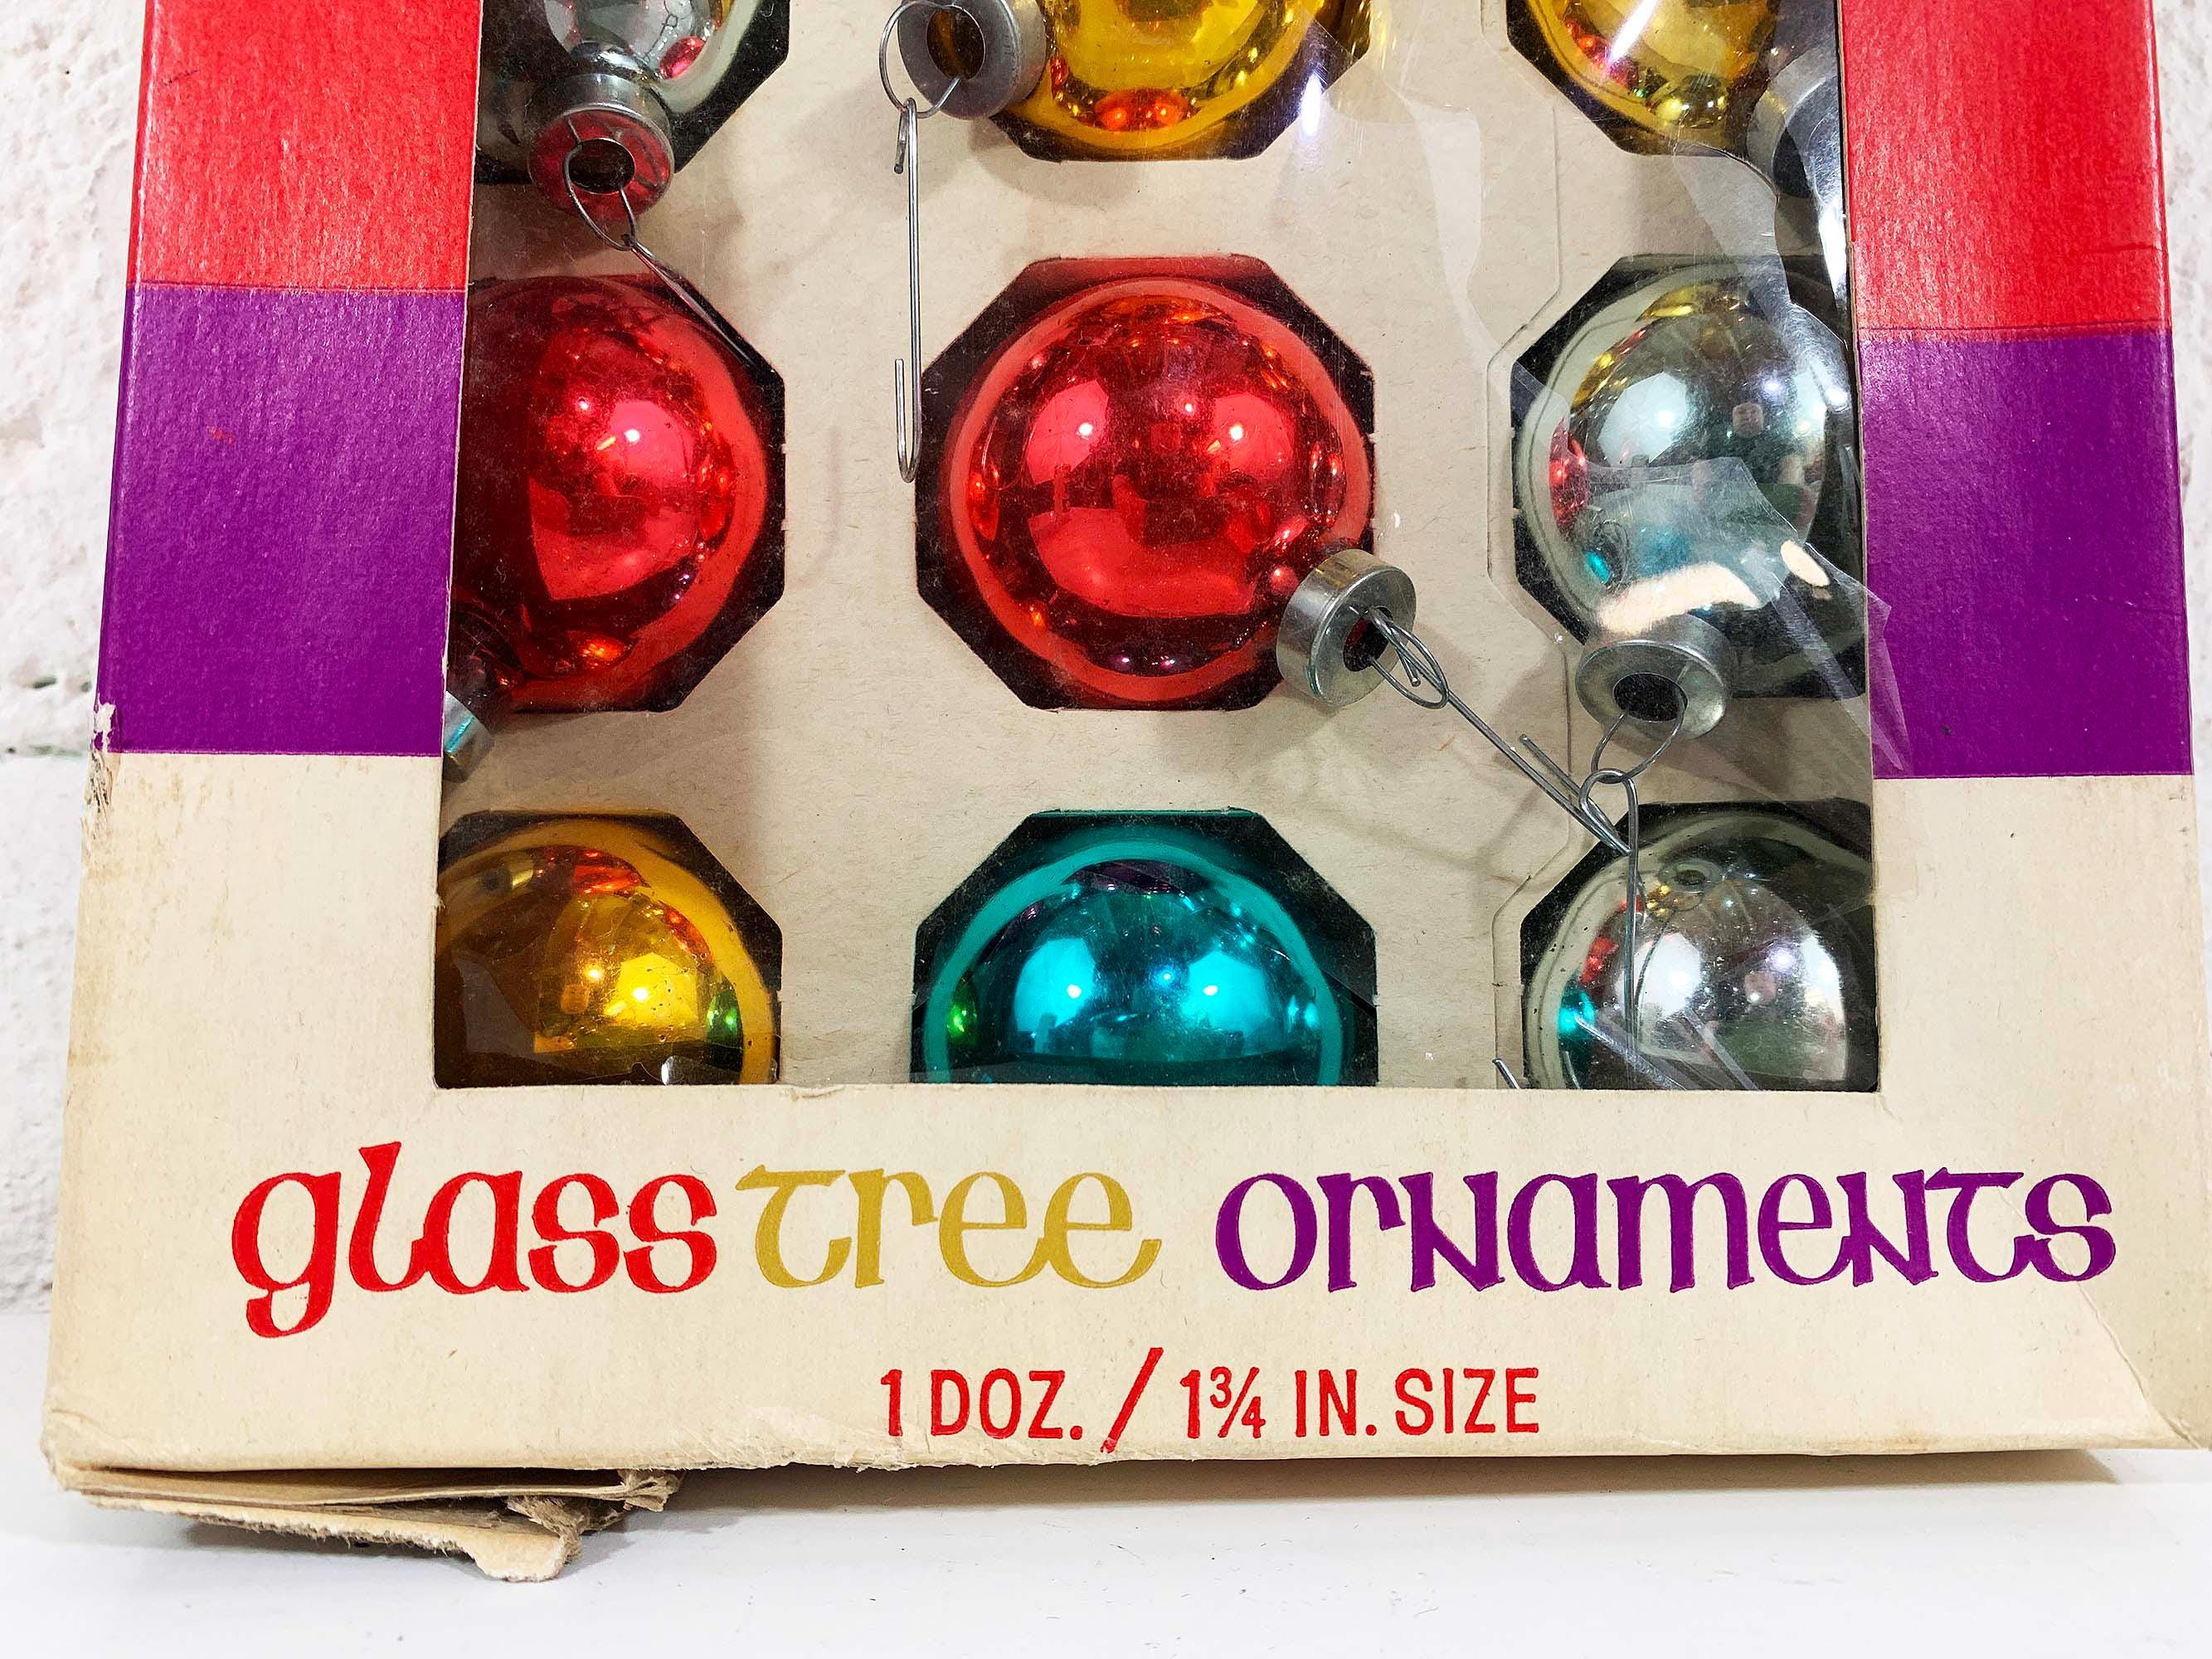 glass tree ornaments
1 DOZ. / 1¾ IN. SIZE